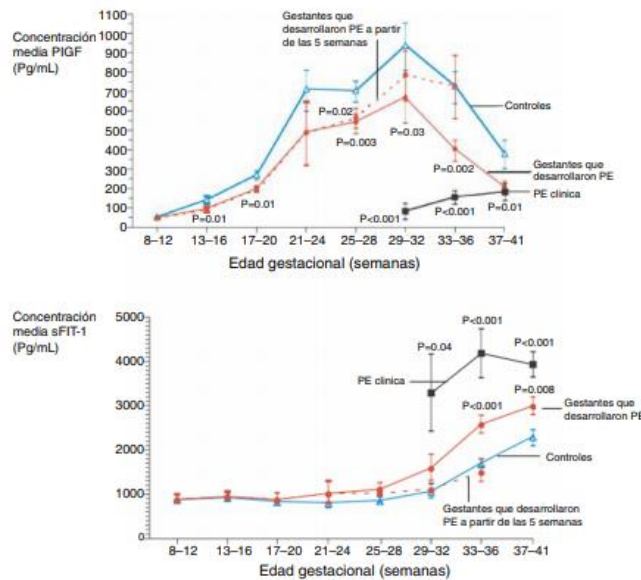 Concentración
media PIGF
(Pg/mL)
Gestantes que
desarrollaron PE a partir
de las 5 semanas
1100
1000
900
800
700
600
500
400
300
200
100
0
P=0.01
P=0.01
P=0.02
P=0.003
P=0.03
P=0.002
P<0.001
P<0.001
P=0.01
Controles
Gestantes que
desarrollaron PE
PE clinica
8–12 13–16 17–20 21–24 25–28 29–32 33–36 37–41
Edad gestacional (semanas)
Concentración
media sFIT-1
(Pg/mL)
5000
4000
3000
2000
1000
0
P=0.04
P<0.001
P<0.001
PE clinica
P<0.001
P=0.008
Gestantes que
desarrollaron PE
Controles
Gestantes que desarrollaron
PE a partir de las 5 semanas
8–12 13–16 17–20 21–24 25–28 29–32 33–36 37–41
Edad gestacional (semanas)